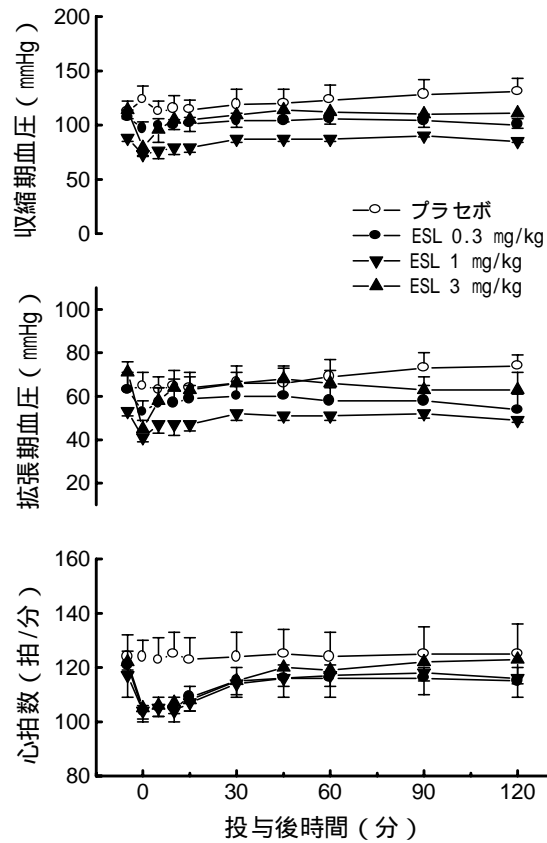 200
150
100
50
0
収縮期血圧 ( mmHg)
プラセボ
ESL 0.3 mg/kg
ESL 1 mg/kg
ESL 3 mg/kg
100
80
60
40
20
拡張期血圧 ( mmHg)
160
140
120
100
80
心拍数 (拍/分)
0 30 60 90 120
投与後時間 ( 分 )